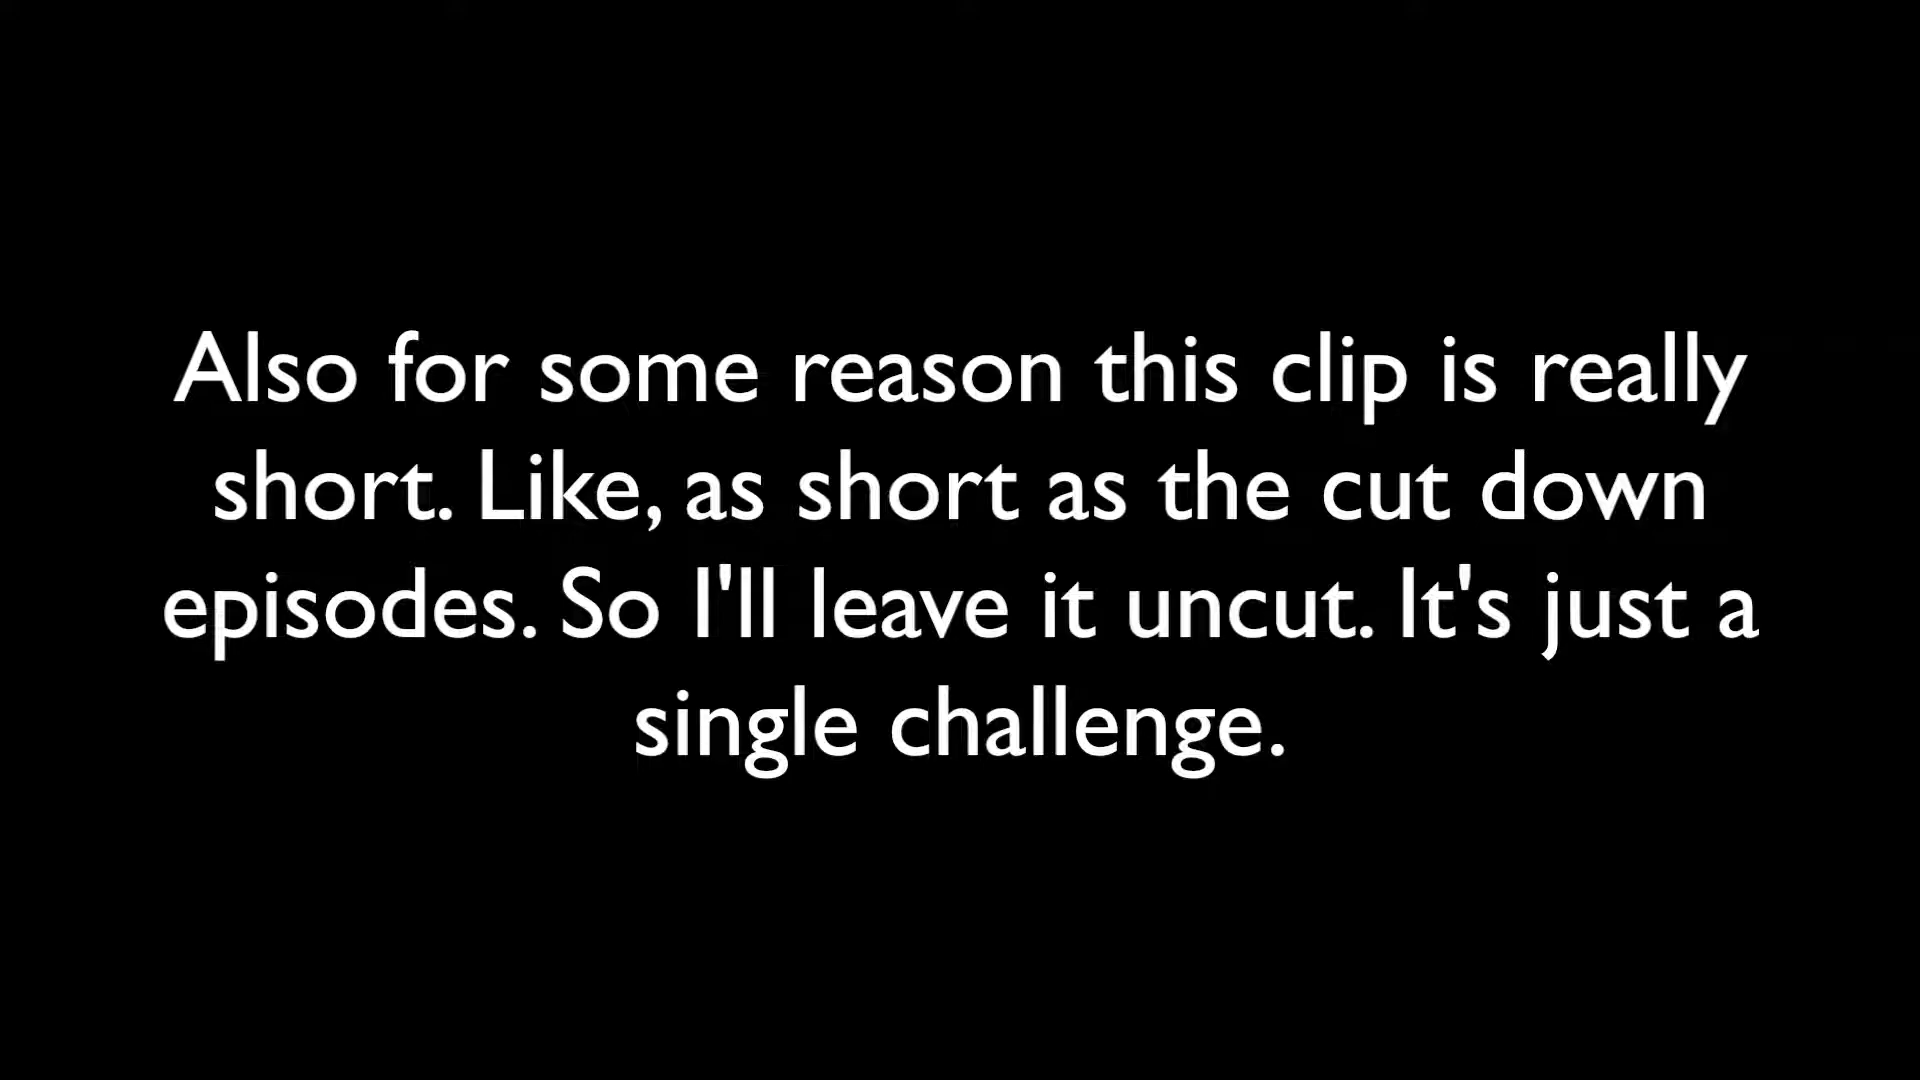 Also for some reason this clip is really
short. Like, as short as the cut down
episodes. So I'll leave it uncut. It's just a
single challenge.